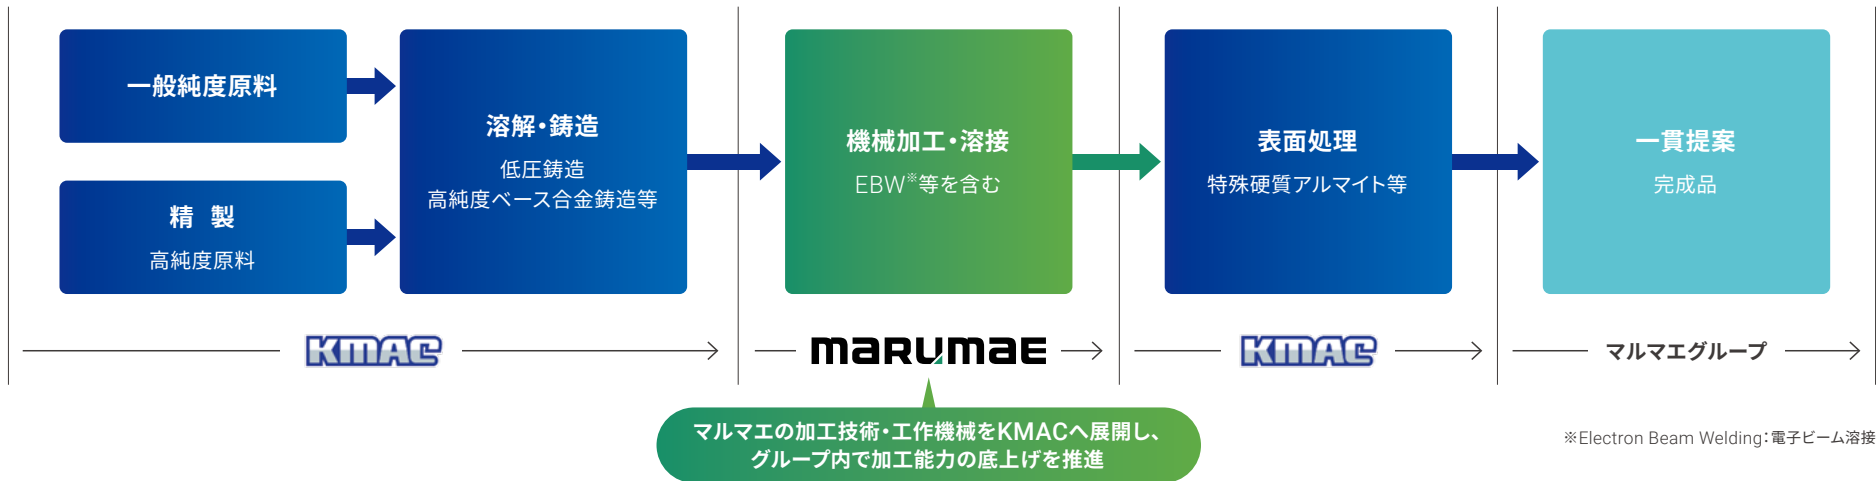 一般純度原料
精 製
高純度原料
溶解・鋳造
低圧鋳造
高純度ベース合金鋳造等
機械加工・溶接
EBW※等を含む
表面処理
特殊硬質アルマイト等
一貫提案
完成品
KMAC
MARUMAE
KMAC
マルマエグループ
マルマエの加工技術・工作機械をKMACへ展開し、
グループ内で加工能力の底上げを推進
※Electron Beam Welding：電子ビーム溶接